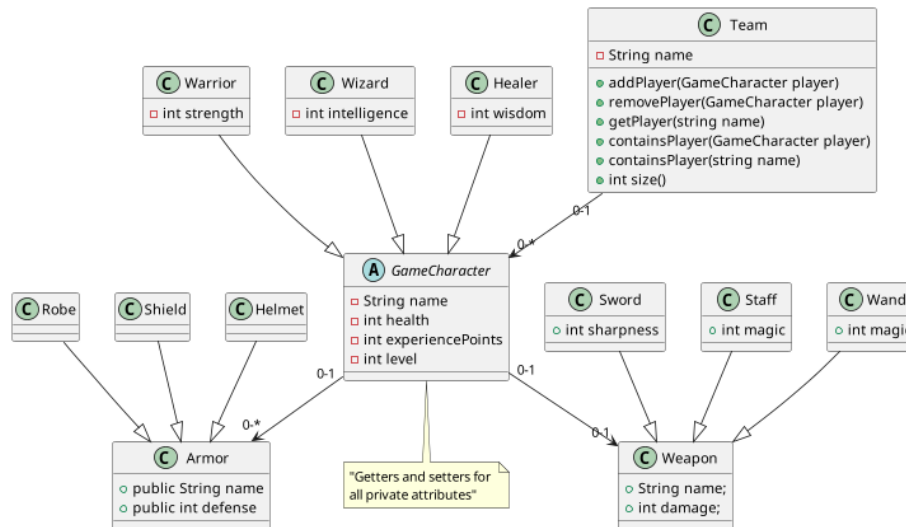 C Team
String name
addPlayer(GameCharacter player)
removePlayer(GameCharacter player)
getPlayer(string name)
containsPlayer(GameCharacter player)
containsPlayer(string name)
int size()
C Warrior
int strength
C Wizard
int intelligence
C Healer
int wisdom
0-1
0-*
A GameCharacter
String name
int health
int experiencePoints
int level
C Robe
C Shield
C Helmet
C Sword
int sharpness
C Staff
int magic
C Wand
int magic
0-1
0-*
0-1
0-1
C Armor
public String name
public int defense
"Getters and setters for
all private attributes"
C Weapon
String name;
int damage;